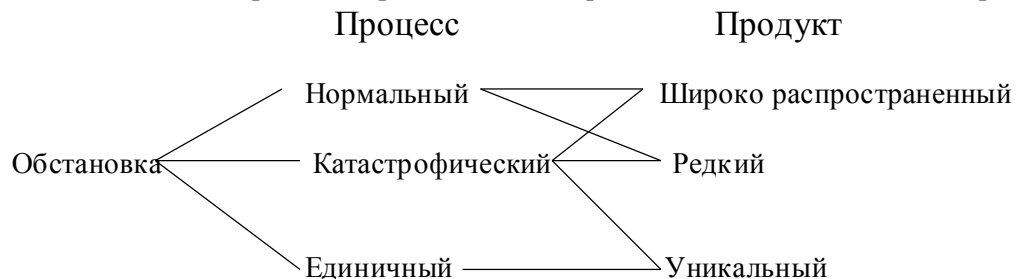 Процесс Продукт
Нормальный Широко распространенный
Обстановка Катастрофический Редкий
Единичный Уникальный